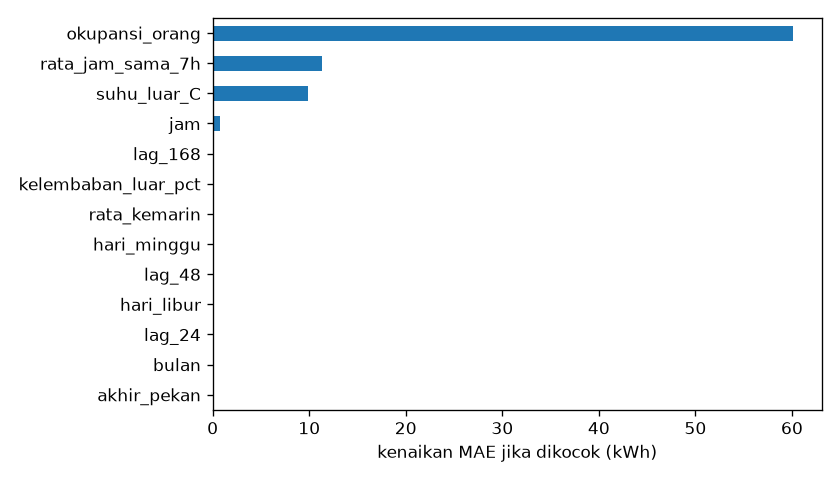 okupansi_orang
rata_jam_sama_7h
suhu_luar_C
jam
lag_168
kelembaban_luar_pct
rata_kemarin
hari_minggu
lag_48
hari_libur
lag_24
bulan
akhir_pekan
0 10 20 30 40 50 60
kenaikan MAE jika dikocok (kWh)